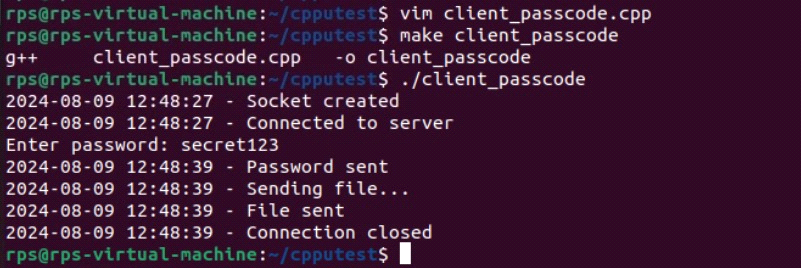 rps@rps-virtual-machine:~/cpputest$ vim client_passcode.cpp
rps@rps-virtual-machine:~/cpputest$ make client_passcode
g++     client_passcode.cpp   -o client_passcode
rps@rps-virtual-machine:~/cpputest$ ./client_passcode
2024-08-09 12:48:27 - Socket created
2024-08-09 12:48:27 - Connected to server
Enter password: secret123
2024-08-09 12:48:39 - Password sent
2024-08-09 12:48:39 - Sending file...
2024-08-09 12:48:39 - File sent
2024-08-09 12:48:39 - Connection closed
rps@rps-virtual-machine:~/cpputest$